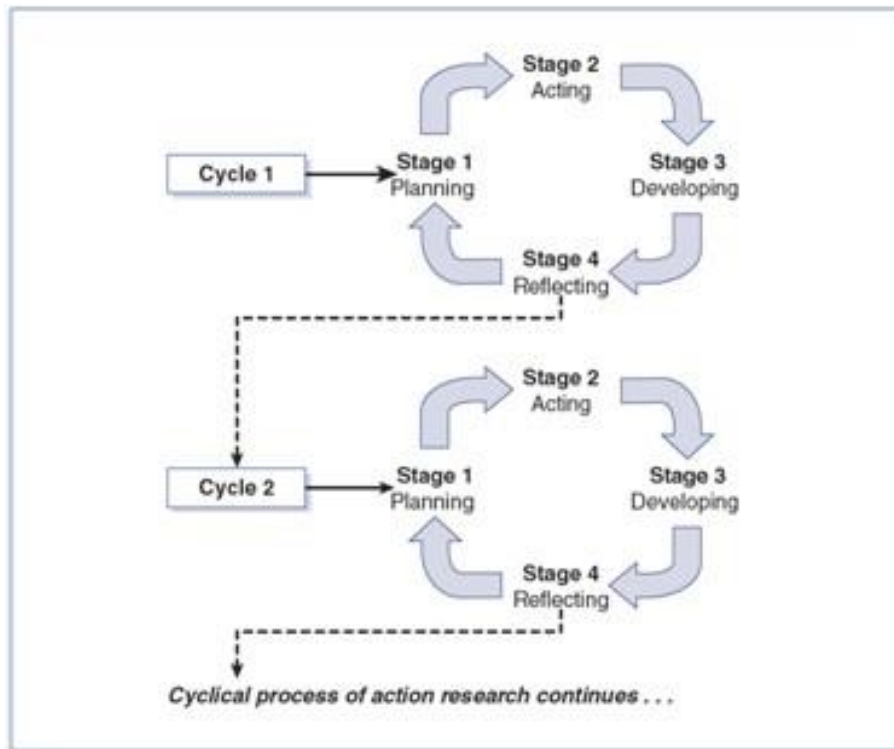 Stage 2
Acting
Cycle 1
Stage 1
Planning
Stage 3
Developing
Stage 4
Reflecting
Stage 2
Acting
Cycle 2
Stage 1
Planning
Stage 3
Developing
Stage 4
Reflecting
Cyclical process of action research continues . . .